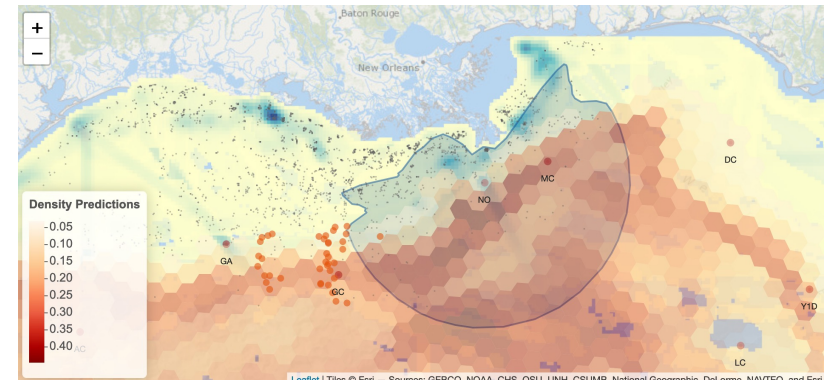 +
−
Baton Rouge
New Orleans
DC
MC
NO
GA
GC
Y1D
LC
AC
Density Predictions
0.05
0.10
0.15
0.20
0.25
0.30
0.35
0.40
Leaflet | Tiles © Esri — Sources: GEBCO, NOAA, CHS, OSU, UNH, CSUMB, National Geographic, DeLorme, NAVTEQ, and Esri